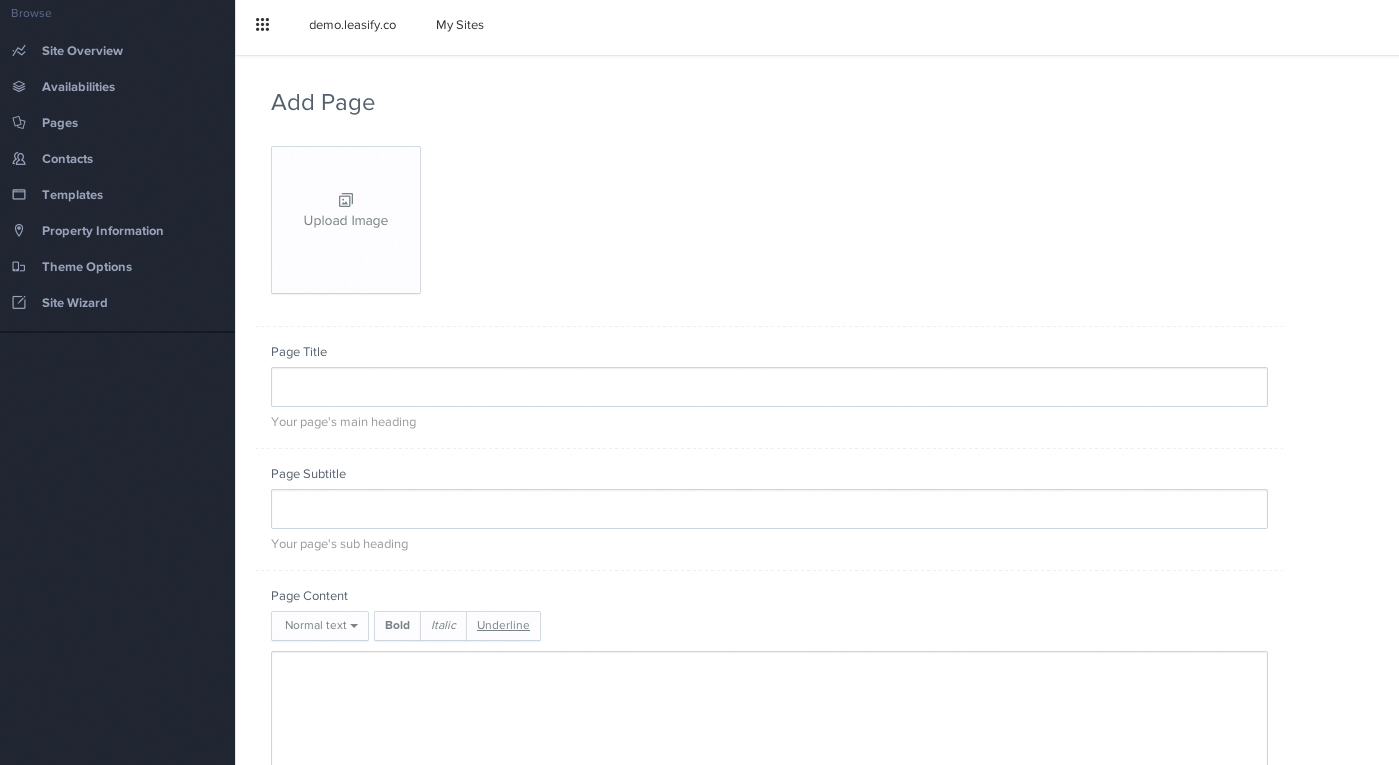 Browse
Site Overview
Availabilities
Pages
Contacts
Templates
Property Information
Theme Options
Site Wizard
demo.leasify.co
My Sites
Add Page
Upload Image
Page Title
Your page's main heading
Page Subtitle
Your page's sub heading
Page Content
Normal text
Bold
Italic
Underline